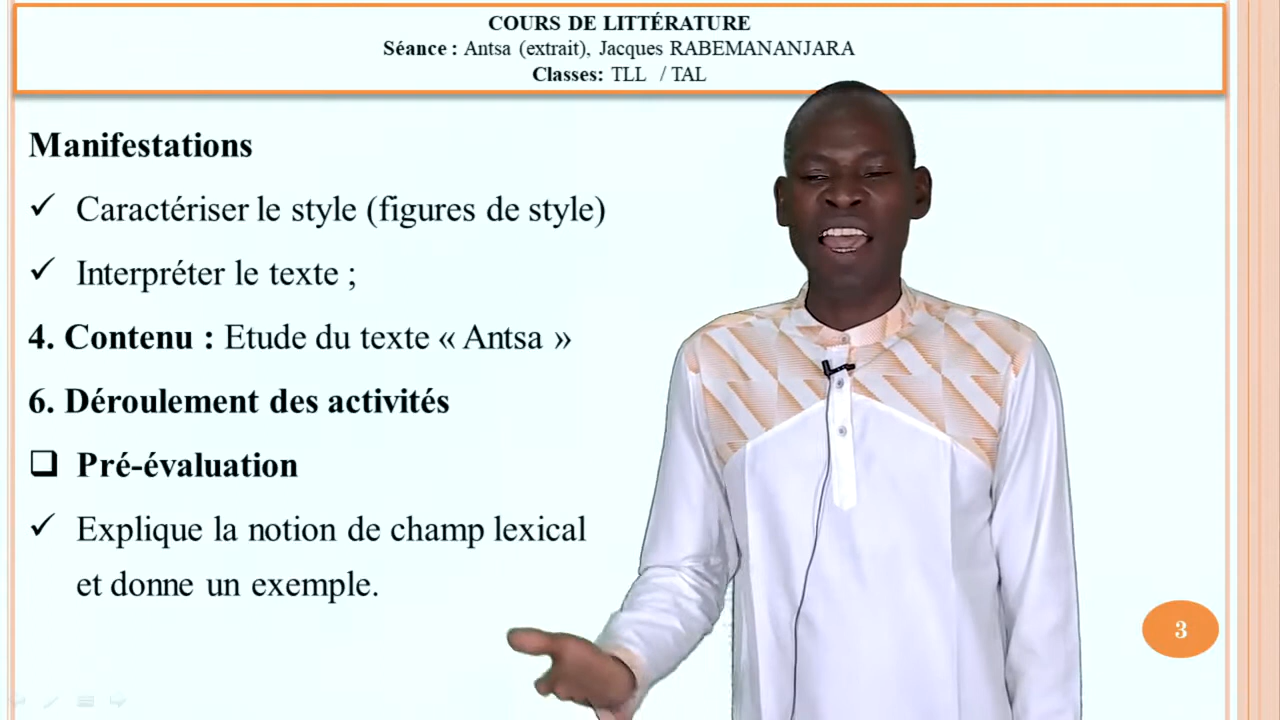 COURS DE LITTÉRATURE
Séance : Antsa (extrait), Jacques RABEMANANJARA
Classes: TLL / TAL
Manifestations
✓ Caractériser le style (figures de style)
✓ Interpréter le texte ;
4. Contenu : Etude du texte « Antsa »
6. Déroulement des activités
❑ Pré-évaluation
✓ Explique la notion de champ lexical
et donne un exemple.
3